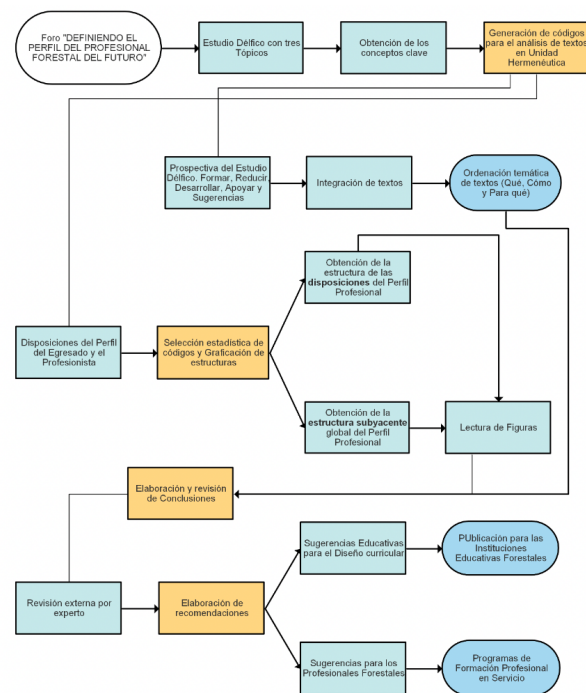 Foro "DEFINIENDO EL
PERFIL DEL PROFESIONAL
FORESTAL DEL FUTURO"
Estudio Délfico con tres
Tópicos
Obtención de los
conceptos clave
Generación de códigos
para el análisis de textos
en Unidad
Hermenéutica
Prospectiva del Estudio
Délfico. Formar, Reducir,
Desarrollar, Apoyar y
Sugerencias
Integración de textos
Ordenación temática
de textos (Qué, Cómo
y Para qué)
Obtención de la
estructura de las
disposiciones del Perfil
Profesional
Disposiciones del Perfil
del Egresado y el
Profesionista
Selección estadística de
códigos y Graficación de
estructuras
Obtención de la
estructura subyacente
global del Perfil
Profesional
Lectura de Figuras
Elaboración y revisión
de Conclusiones
Sugerencias Educativas
para el Diseño curricular
PUblicación para las
Instituciones
Educativas Forestales
Revisión externa por
experto
Elaboración de
recomendaciones
Sugerencias para los
Profesionales Forestales
Programas de
Formación Profesional
en Servicio